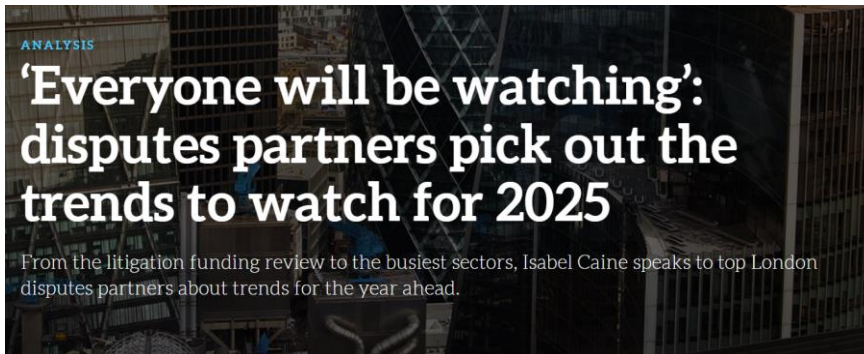 ANALYSIS
‘Everyone will be watching’:
disputes partners pick out the
trends to watch for 2025
From the litigation funding review to the busiest sectors, Isabel Caine speaks to top London
disputes partners about trends for the year ahead.